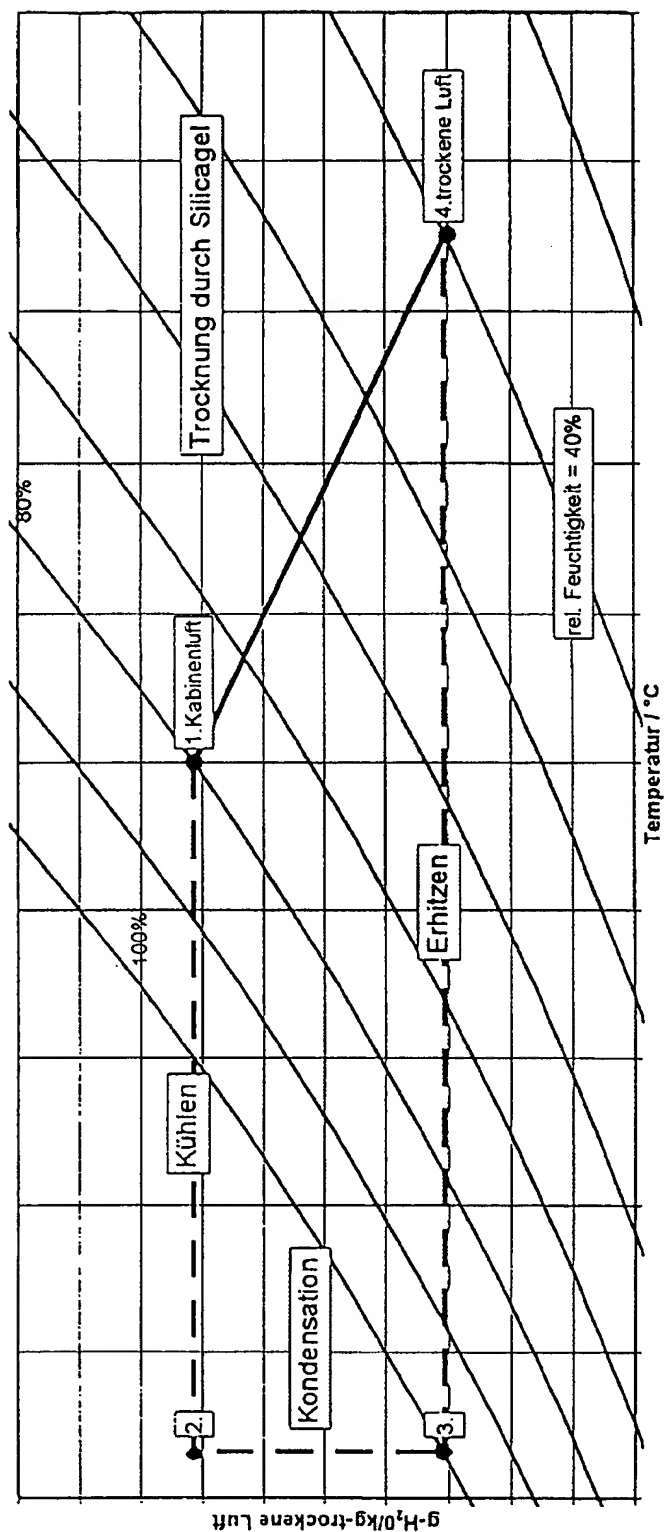 g-H₂O/kg-trockene Luft
80%
100%
Trocknung durch Silicagel
1.Kabinenluft
4.trockene Luft
Kühlen
2.
Kondensation
3.
Erhitzen
rel. Feuchtigkeit = 40%
Temperatur / °C